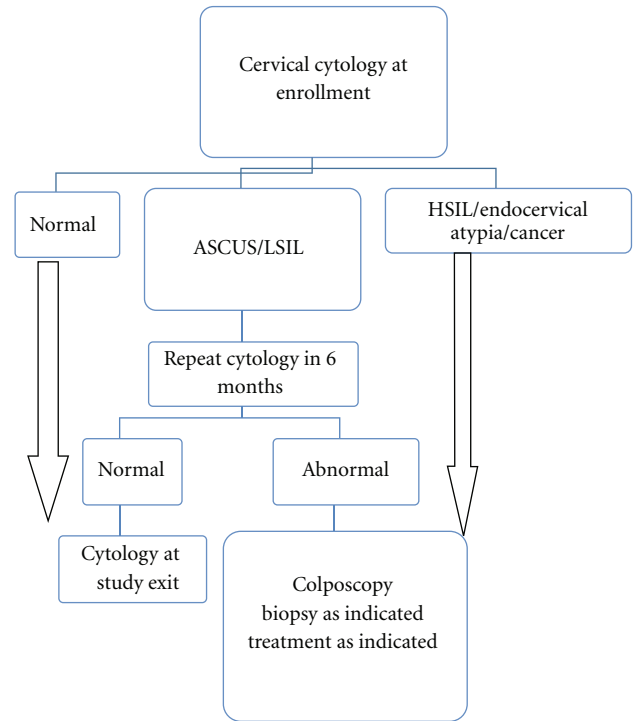 Cervical cytology at
enrollment
Normal
ASCUS/LSIL
HSIL/endocervical
atypia/cancer
Repeat cytology in 6
months
Normal
Abnormal
Cytology at
study exit
Colposcopy
biopsy as indicated
treatment as indicated